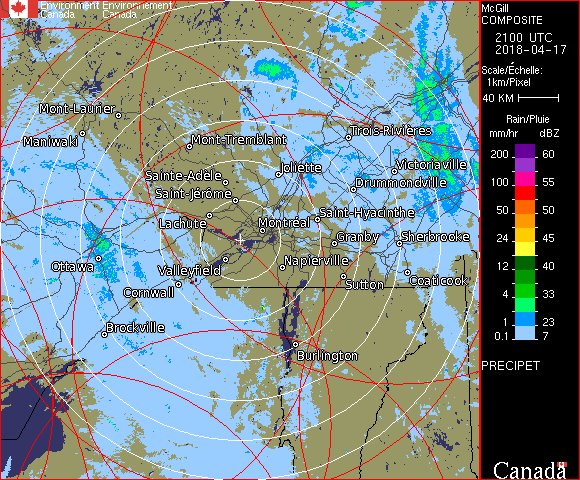 Environment Environnement
Canada Canada
McGill
COMPOSITE
2100 UTC
2018-04-17
Scale/Échelle:
1km/Pixel
40 KM
Rain/Pluie
mm/hr dBZ
200 60
100 55
50 50
24 45
12 40
4 33
1 23
0.1 7
PRECIPET
Canada
Mont-Laurier
Maniwaki
Mont-Tremblant
Trois-Rivières
Sainte-Adèle
Joliette
Victoriaville
Saint-Jérôme
Drummondville
Lachute
Montréal
Saint-Hyacinthe
Granby
Sherbrooke
Ottawa
Valleyfield
Napierville
Cornwall
Sutton
Coaticook
Brockville
Burlington